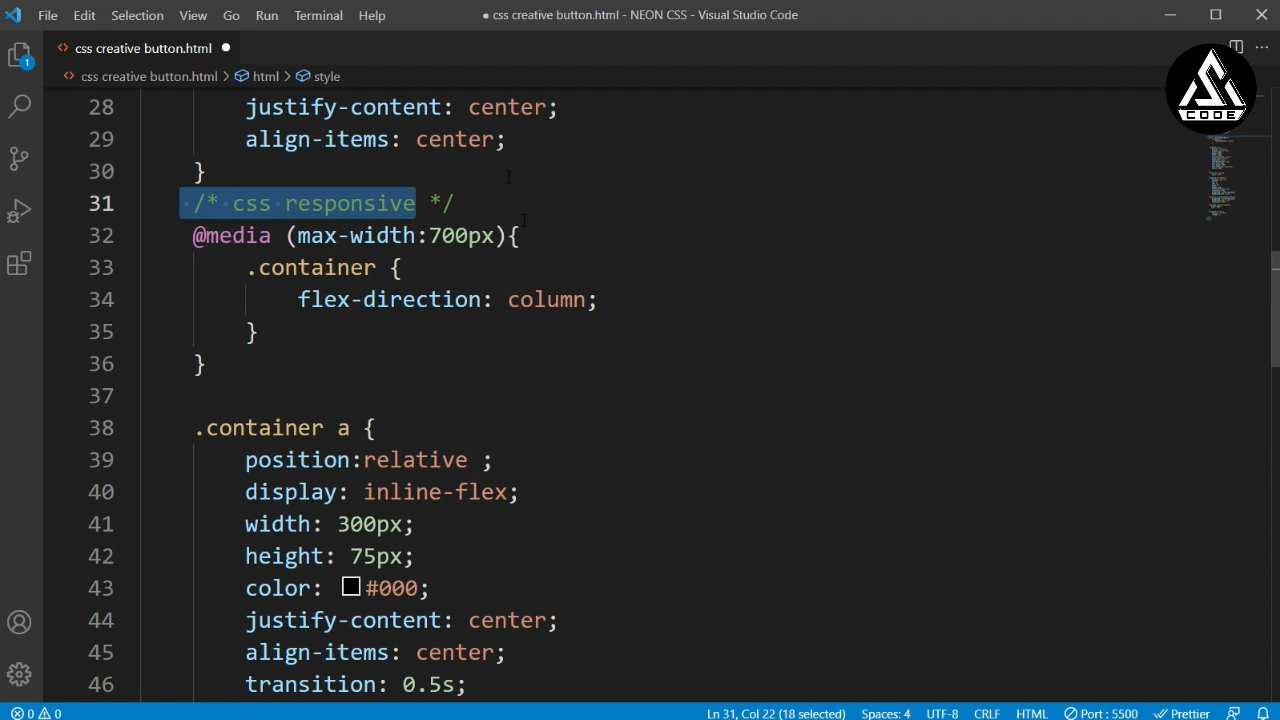 File Edit Selection View Go Run Terminal Help ● css creative button.html - NEON CSS - Visual Studio Code
<> css creative button.html ●
<> css creative button.html > html > style
CODE
1
28 justify-content: center;
29 align-items: center;
30 }
31 /* css responsive */
32 @media (max-width:700px){
33 .container {
34 flex-direction: column;
35 }
36 }
37
38 .container a {
39 position:relative ;
40 display: inline-flex;
41 width: 300px;
42 height: 75px;
43 color: #000;
44 justify-content: center;
45 align-items: center;
46 transition: 0.5s;
0 0 Ln 31, Col 22 (18 selected) Spaces: 4 UTF-8 CRLF HTML Port : 5500 Prettier